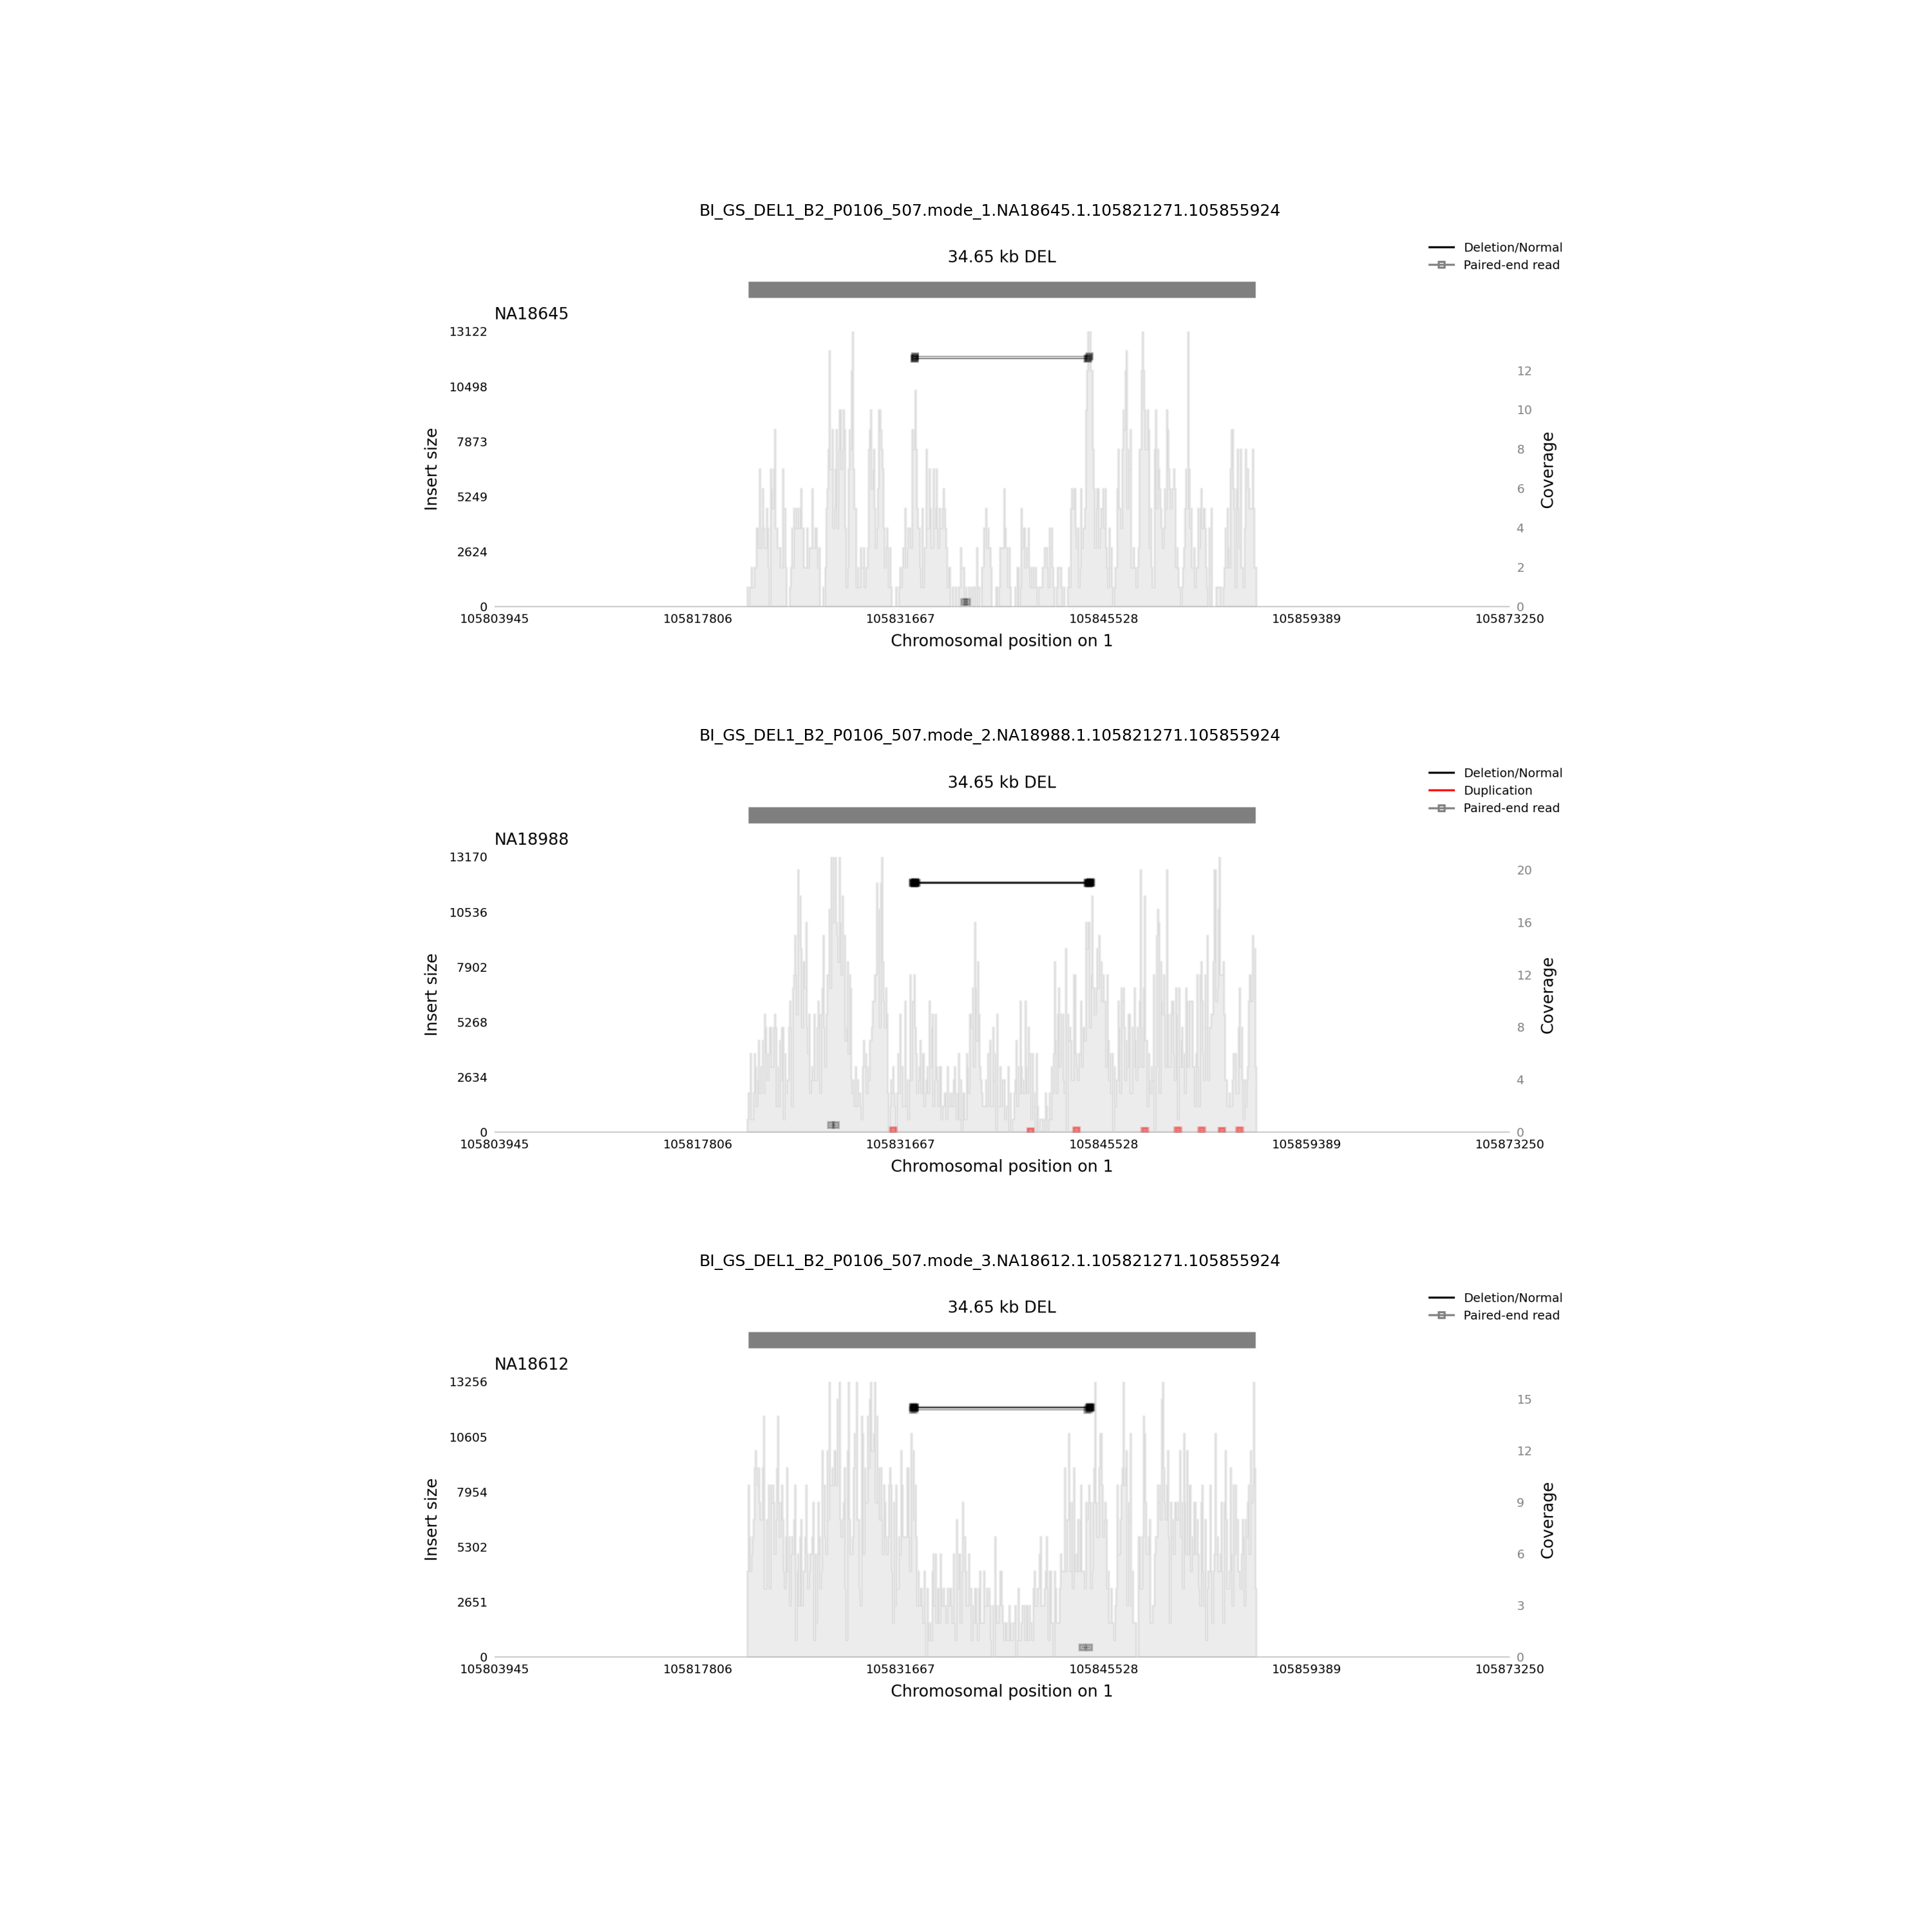 BI_GS_DEL1_B2_P0106_507.mode_1.NA18645.1.105821271.105855924
34.65 kb DEL
Deletion/Normal
Paired-end read
NA18645
13122
10498
7873
5249
2624
0
Insert size
12
10
8
6
4
2
0
Coverage
105803945 105817806 105831667 105845528 105859389 105873250
Chromosomal position on 1
BI_GS_DEL1_B2_P0106_507.mode_2.NA18988.1.105821271.105855924
34.65 kb DEL
Deletion/Normal
Duplication
Paired-end read
NA18988
13170
10536
7902
5268
2634
0
Insert size
20
16
12
8
4
0
Coverage
105803945 105817806 105831667 105845528 105859389 105873250
Chromosomal position on 1
BI_GS_DEL1_B2_P0106_507.mode_3.NA18612.1.105821271.105855924
34.65 kb DEL
Deletion/Normal
Paired-end read
NA18612
13256
10605
7954
5302
2651
0
Insert size
15
12
9
6
3
0
Coverage
105803945 105817806 105831667 105845528 105859389 105873250
Chromosomal position on 1